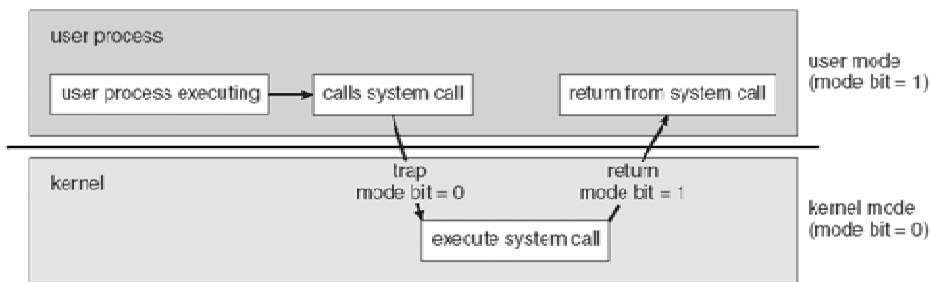 user process
user process executing
calls system call
return from system call
user mode
(mode bit = 1)
trap
mode bit = 0
return
mode bit = 1
kernel
execute system call
kernel mode
(mode bit = 0)